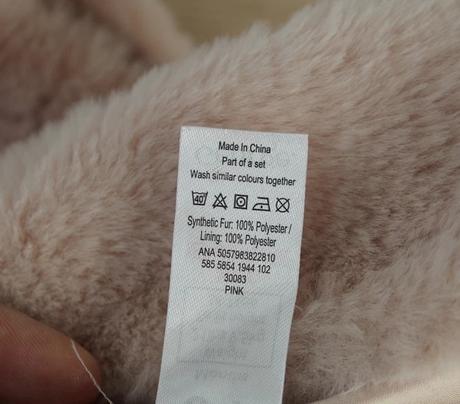 Made In China
Part of a set
Wash similar colours together
40
Synthetic Fur: 100% Polyester /
Lining: 100% Polyester
ANA 5057983822810
585 5854 1944 102
30083
PINK